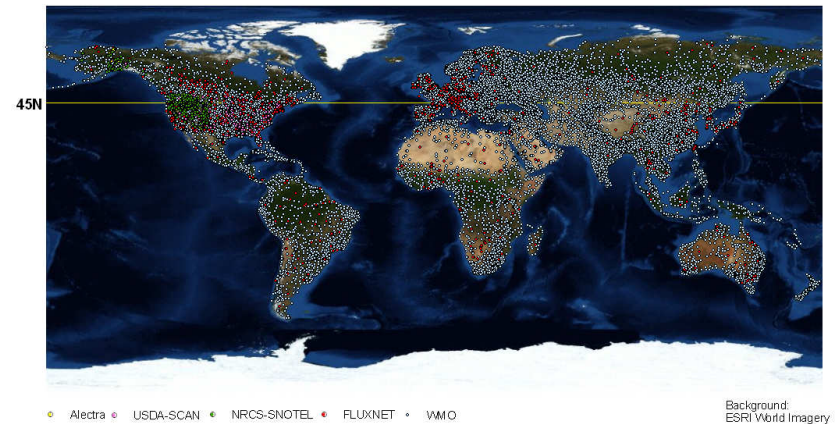 45N
Alectra USDA-SCAN NRCS-SNOTEL FLUXNET WMO
Background:
ESRI World Imagery